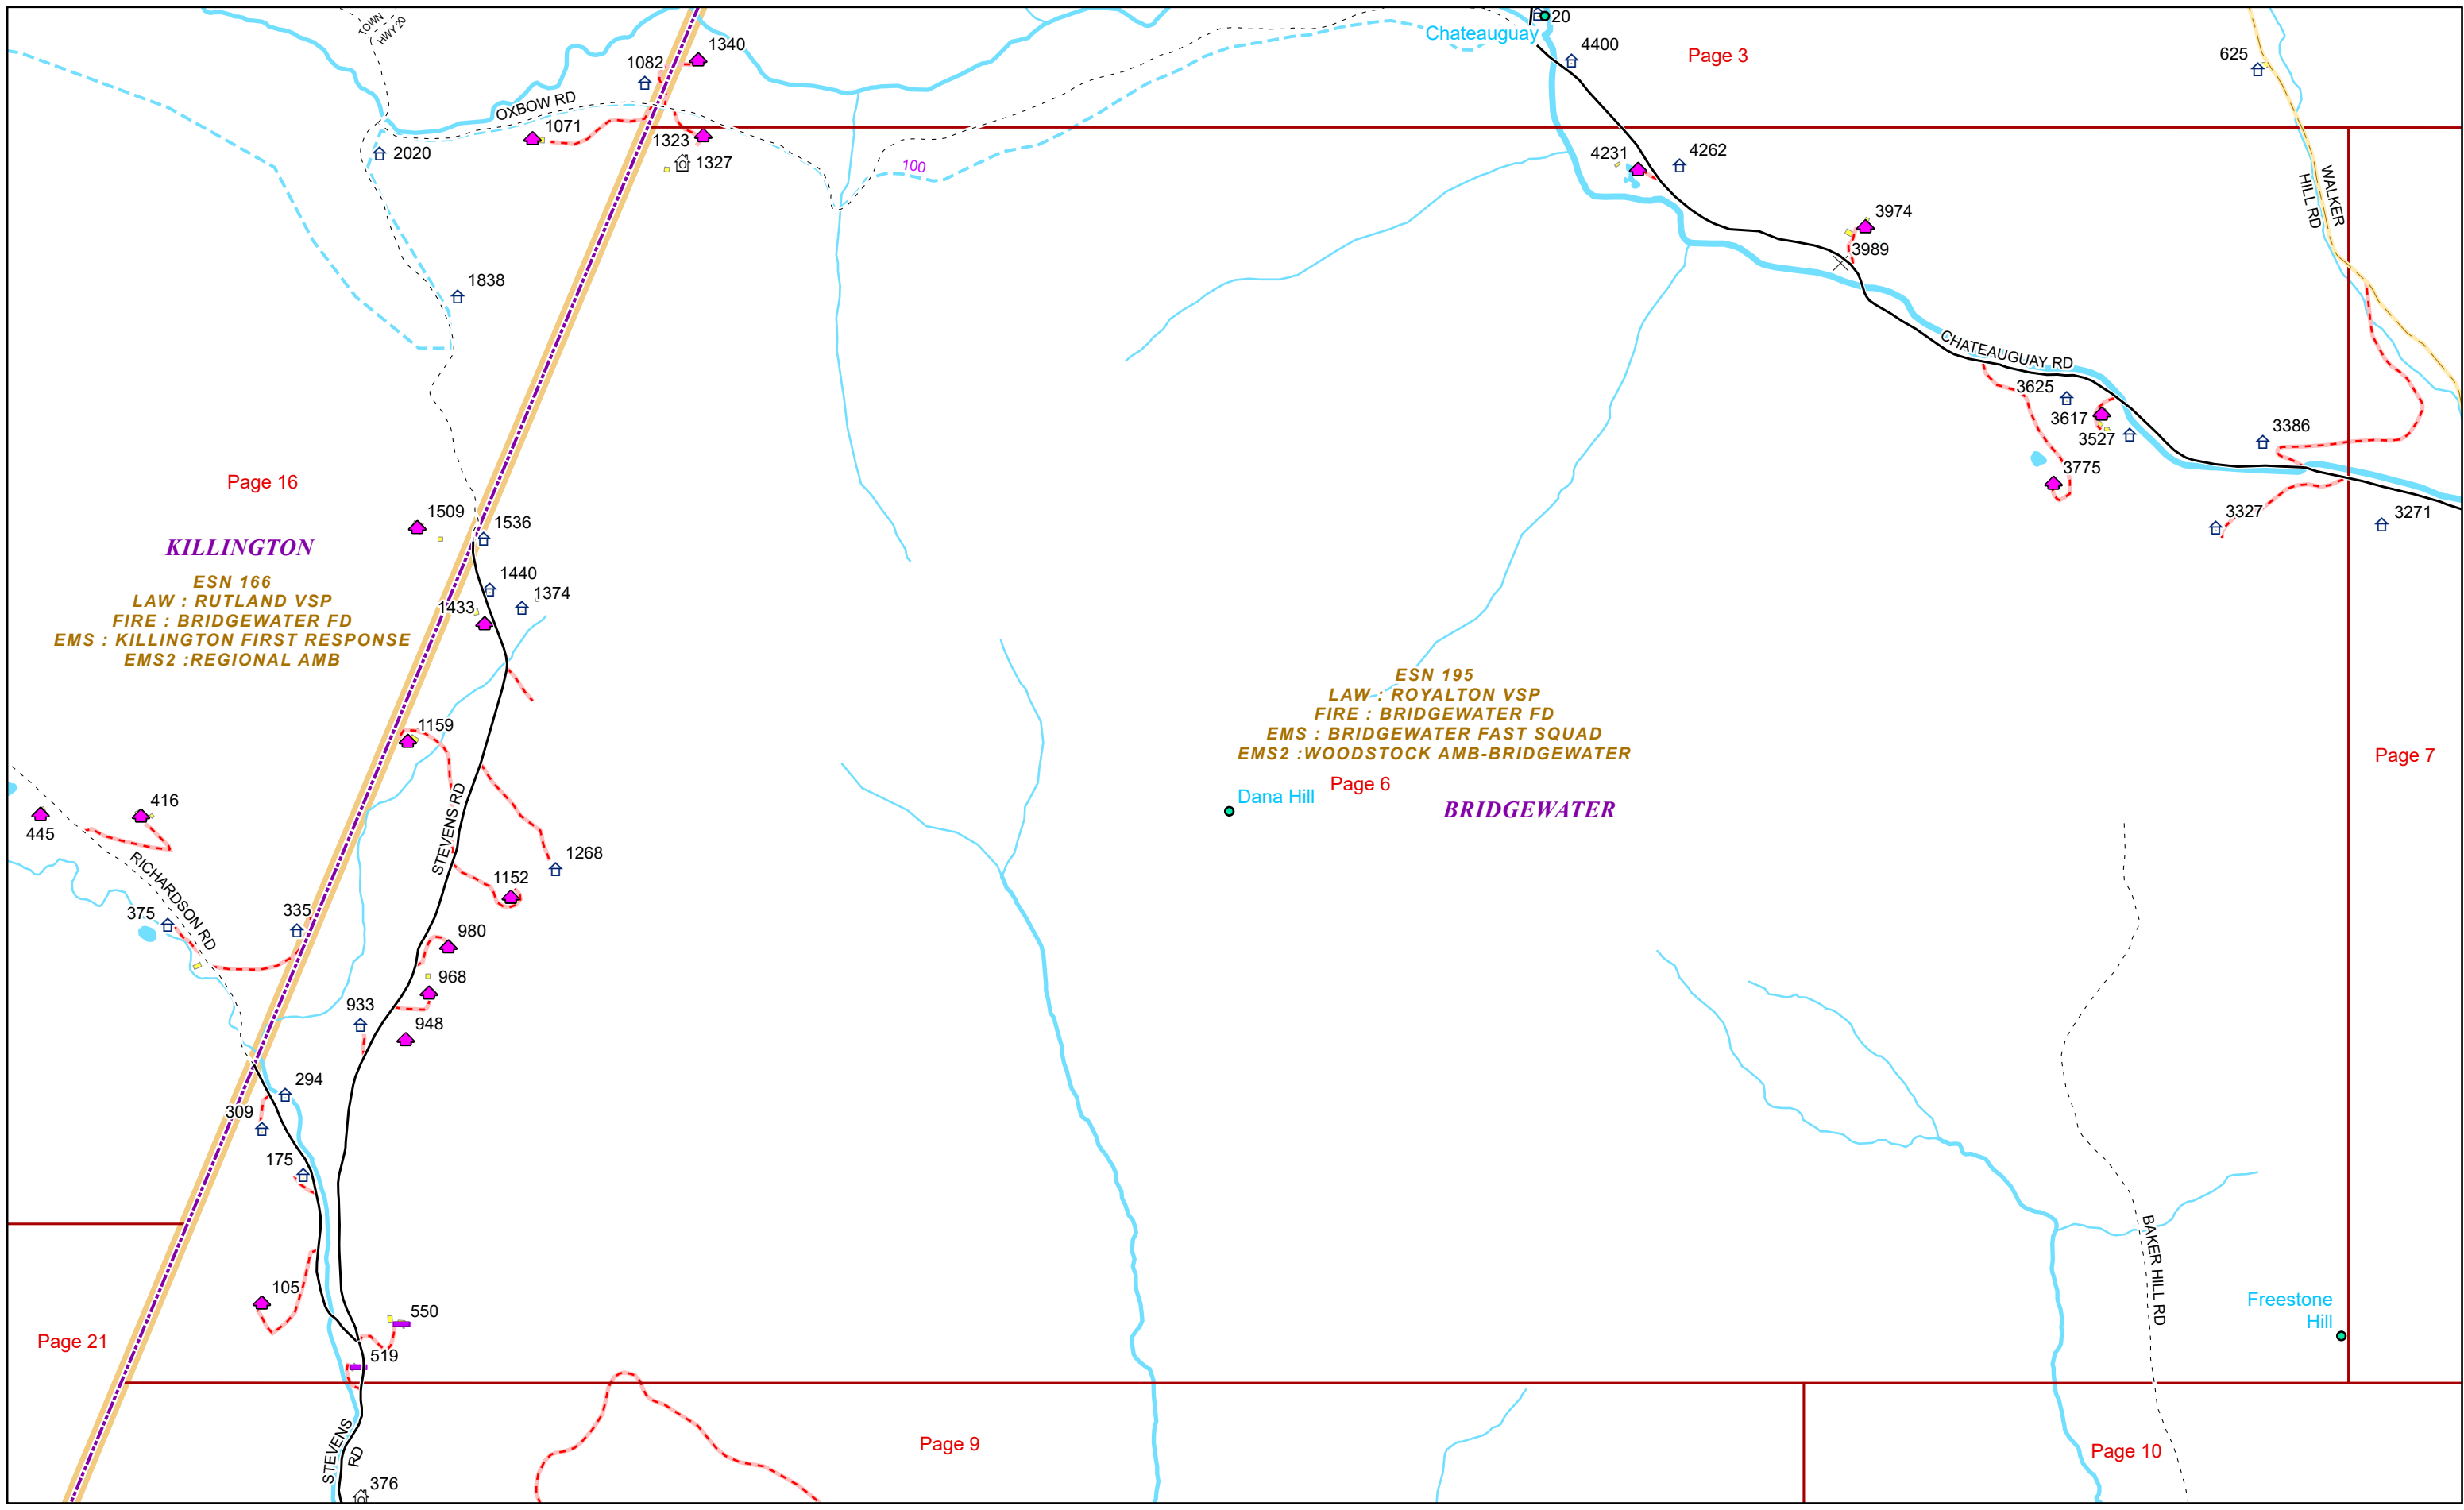 TOWN
HWY 20
20
Chateauguay
1340
4400
Page 3
625
1082
OXBOW RD
1071
1323
1327
2020
100
4231
4262
WALKER
HILL RD
3974
3989
1838
CHATEAUGUAY RD
3625
3617
3527
3386
3775
3327
3271
Page 16
1509
1536
KILLINGTON
ESN 166
LAW : RUTLAND VSP
FIRE : BRIDGEWATER FD
EMS : KILLINGTON FIRST RESPONSE
EMS2 :REGIONAL AMB
1440
1374
1433
ESN 195
LAW : ROYALTON VSP
FIRE : BRIDGEWATER FD
EMS : BRIDGEWATER FAST SQUAD
EMS2 :WOODSTOCK AMB-BRIDGEWATER
Page 6
Dana Hill
BRIDGEWATER
Page 7
1159
416
445
STEVENS RD
1268
1152
RICHARDSON RD
375
335
980
968
933
948
294
309
175
105
550
519
Page 21
BAKER HILL RD
Freestone
Hill
STEVENS
RD
376
Page 9
Page 10